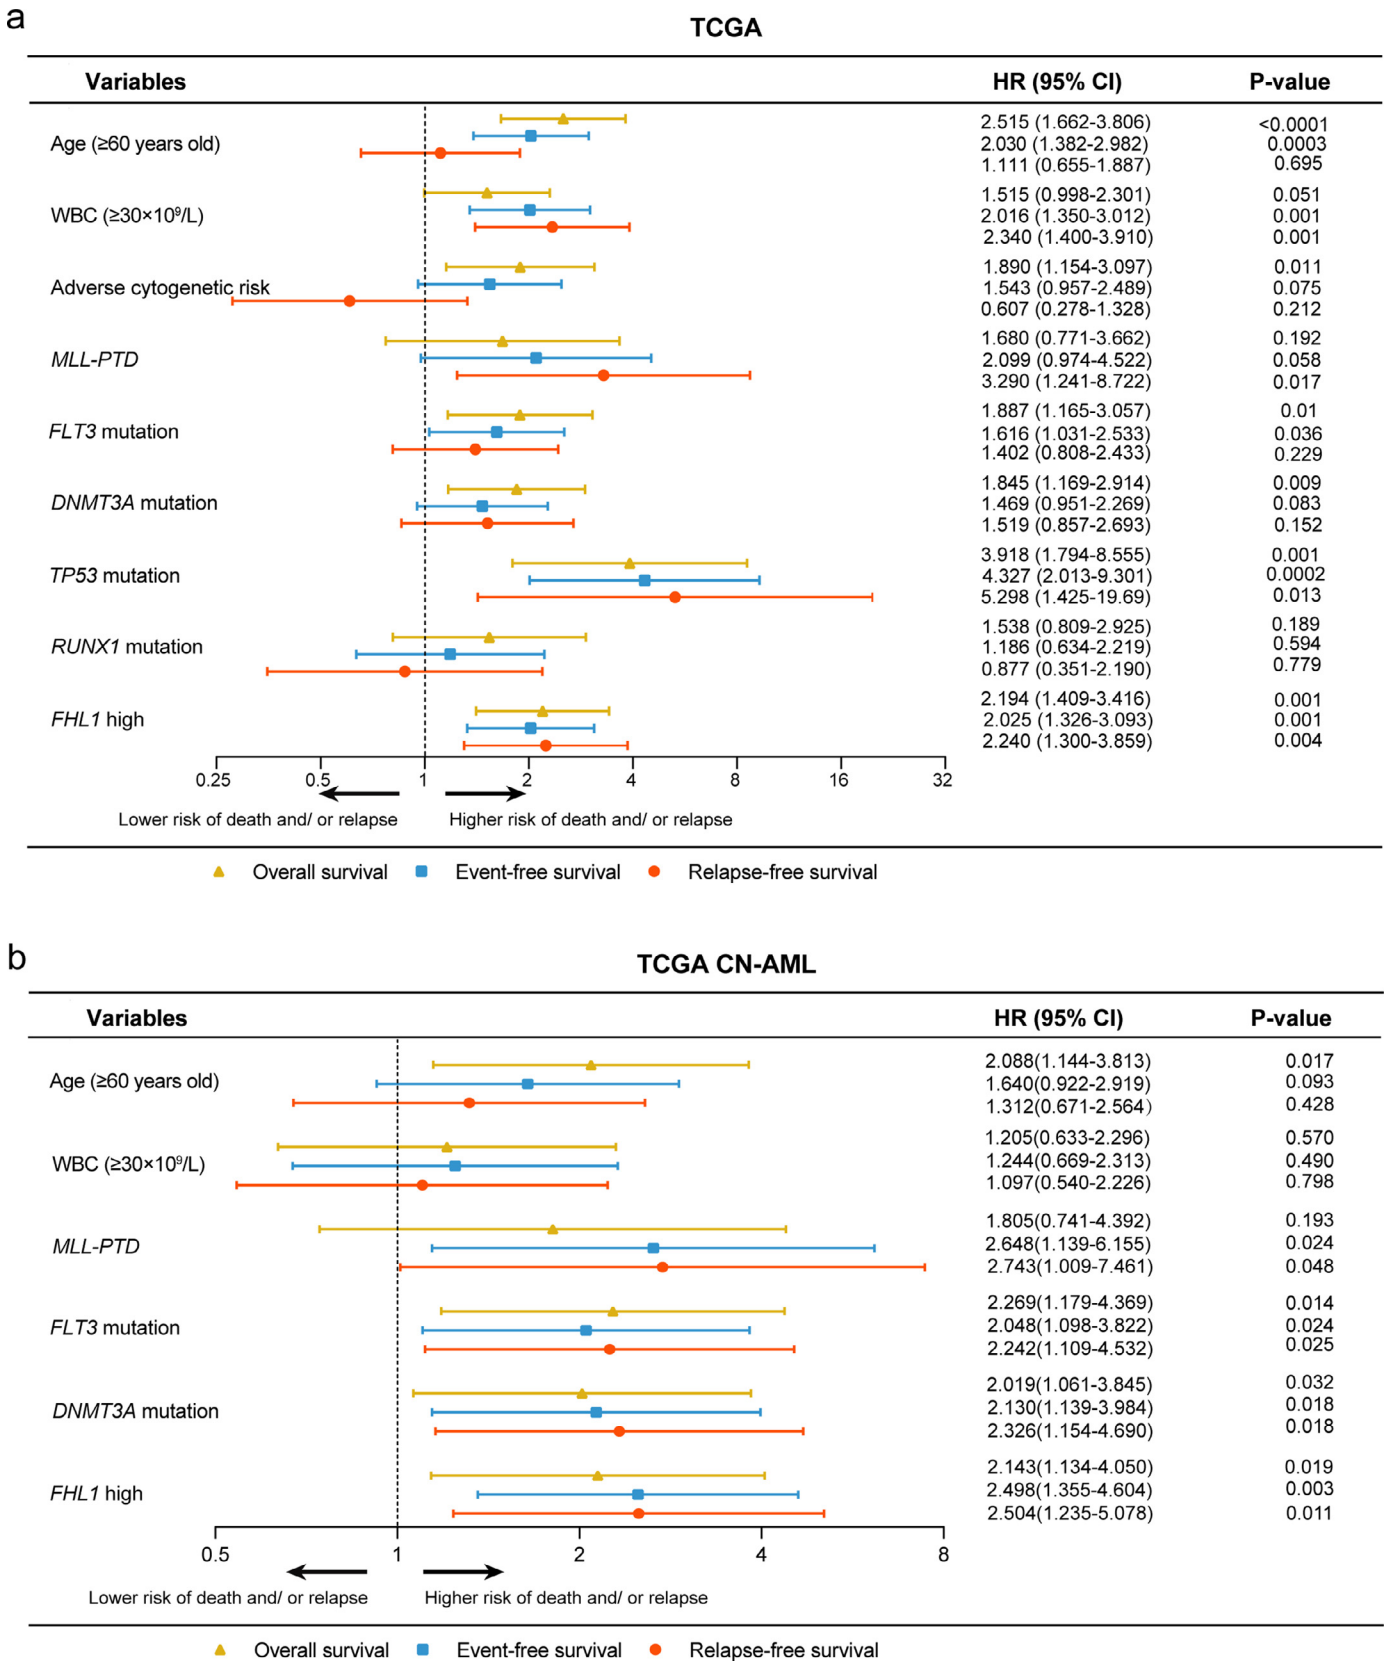 a
TCGA
Variables HR (95% CI) P-value
2.515 (1.662-3.806) <0.0001
Age (≥60 years old) 2.030 (1.382-2.982) 0.0003
1.111 (0.655-1.887) 0.695
1.515 (0.998-2.301) 0.051
WBC (≥30×10⁹/L) 2.016 (1.350-3.012) 0.001
2.340 (1.400-3.910) 0.001
1.890 (1.154-3.097) 0.011
Adverse cytogenetic risk 1.543 (0.957-2.489) 0.075
0.607 (0.278-1.328) 0.212
1.680 (0.771-3.662) 0.192
MLL-PTD 2.099 (0.974-4.522) 0.058
3.290 (1.241-8.722) 0.017
1.887 (1.165-3.057) 0.01
FLT3 mutation 1.616 (1.031-2.533) 0.036
1.402 (0.808-2.433) 0.229
1.845 (1.169-2.914) 0.009
DNMT3A mutation 1.469 (0.951-2.269) 0.083
1.519 (0.857-2.693) 0.152
3.918 (1.794-8.555) 0.001
TP53 mutation 4.327 (2.013-9.301) 0.0002
5.298 (1.425-19.69) 0.013
1.538 (0.809-2.925) 0.189
RUNX1 mutation 1.186 (0.634-2.219) 0.594
0.877 (0.351-2.190) 0.779
2.194 (1.409-3.416) 0.001
FHL1 high 2.025 (1.326-3.093) 0.001
2.240 (1.300-3.859) 0.004
0.25 0.5 1 2 4 8 16 32
Lower risk of death and/ or relapse Higher risk of death and/ or relapse
Overall survival Event-free survival Relapse-free survival
b
TCGA CN-AML
Variables HR (95% CI) P-value
2.088(1.144-3.813) 0.017
Age (≥60 years old) 1.640(0.922-2.919) 0.093
1.312(0.671-2.564) 0.428
1.205(0.633-2.296) 0.570
WBC (≥30×10⁹/L) 1.244(0.669-2.313) 0.490
1.097(0.540-2.226) 0.798
1.805(0.741-4.392) 0.193
MLL-PTD 2.648(1.139-6.155) 0.024
2.743(1.009-7.461) 0.048
2.269(1.179-4.369) 0.014
FLT3 mutation 2.048(1.098-3.822) 0.024
2.242(1.109-4.532) 0.025
2.019(1.061-3.845) 0.032
DNMT3A mutation 2.130(1.139-3.984) 0.018
2.326(1.154-4.690) 0.018
2.143(1.134-4.050) 0.019
FHL1 high 2.498(1.355-4.604) 0.003
2.504(1.235-5.078) 0.011
0.5 1 2 4 8
Lower risk of death and/ or relapse Higher risk of death and/ or relapse
Overall survival Event-free survival Relapse-free survival